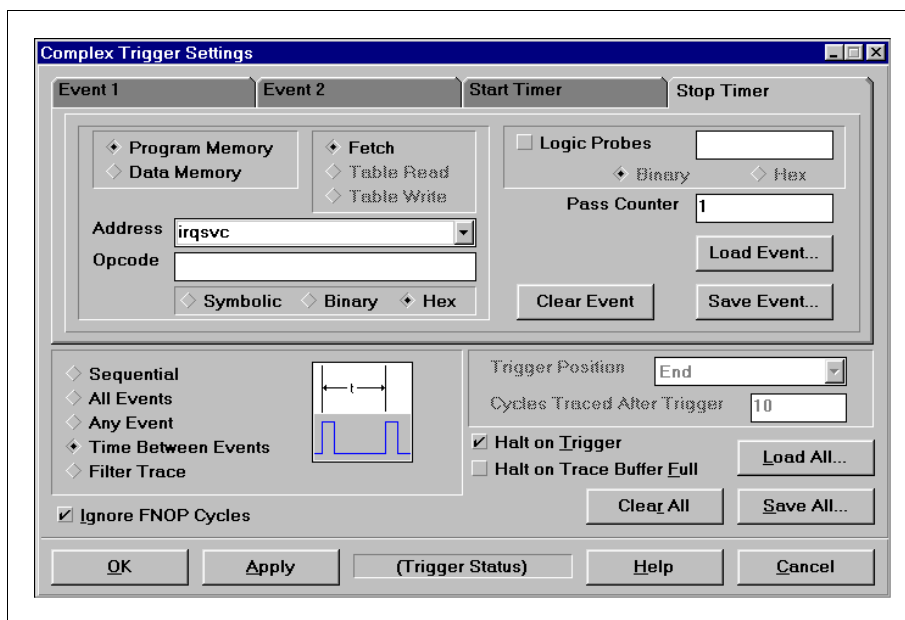 Complex Trigger Settings
Event 1
Event 2
Start Timer
Stop Timer
Program Memory
Data Memory
Fetch
Table Read
Table Write
Address irqsvc
Opcode
Symbolic Binary Hex
Logic Probes
Binary Hex
Pass Counter 1
Load Event...
Clear Event
Save Event...
Sequential
All Events
Any Event
Time Between Events
Filter Trace
t
Ignore FNOP Cycles
Trigger Position End
Cycles Traced After Trigger 10
Halt on Trigger
Halt on Trace Buffer Full
Load All...
Clear All
Save All...
OK
Apply
(Trigger Status)
Help
Cancel